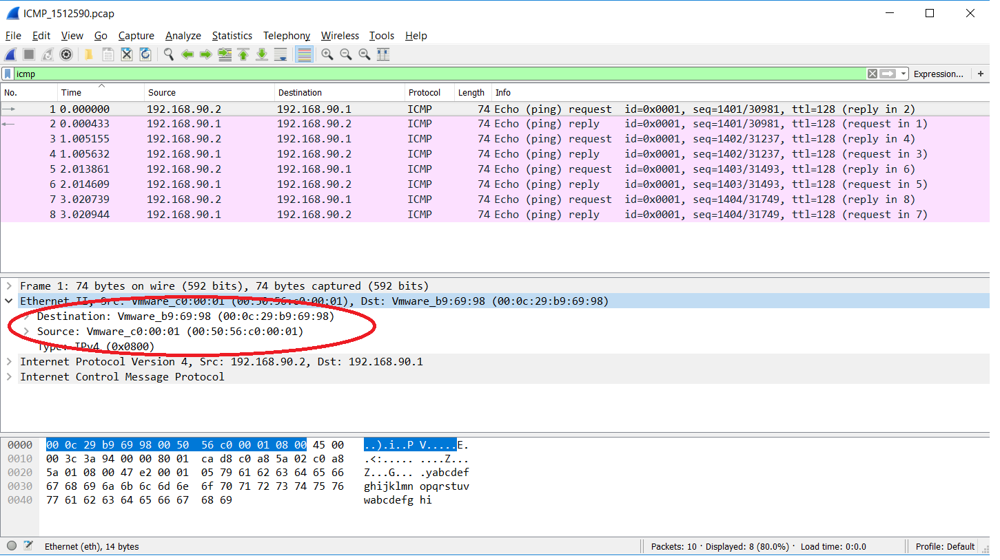 ICMP_1512590.pcap
File Edit View Go Capture Analyze Statistics Telephony Wireless Tools Help
icmp Expression... +
No. Time Source Destination Protocol Length Info
1 0.000000 192.168.90.2 192.168.90.1 ICMP 74 Echo (ping) request id=0x0001, seq=1401/30981, ttl=128 (reply in 2)
2 0.000433 192.168.90.1 192.168.90.2 ICMP 74 Echo (ping) reply id=0x0001, seq=1401/30981, ttl=128 (request in 1)
3 1.005155 192.168.90.2 192.168.90.1 ICMP 74 Echo (ping) request id=0x0001, seq=1402/31237, ttl=128 (reply in 4)
4 1.005632 192.168.90.1 192.168.90.2 ICMP 74 Echo (ping) reply id=0x0001, seq=1402/31237, ttl=128 (request in 3)
5 2.013861 192.168.90.2 192.168.90.1 ICMP 74 Echo (ping) request id=0x0001, seq=1403/31493, ttl=128 (reply in 6)
6 2.014609 192.168.90.1 192.168.90.2 ICMP 74 Echo (ping) reply id=0x0001, seq=1403/31493, ttl=128 (request in 5)
7 3.020739 192.168.90.2 192.168.90.1 ICMP 74 Echo (ping) request id=0x0001, seq=1404/31749, ttl=128 (reply in 8)
8 3.020944 192.168.90.1 192.168.90.2 ICMP 74 Echo (ping) reply id=0x0001, seq=1404/31749, ttl=128 (request in 7)
Frame 1: 74 bytes on wire (592 bits), 74 bytes captured (592 bits)
Ethernet II, Src: Vmware_c0:00:01 (00:50:56:c0:00:01), Dst: Vmware_b9:69:98 (00:0c:29:b9:69:98)
Destination: Vmware_b9:69:98 (00:0c:29:b9:69:98)
Source: Vmware_c0:00:01 (00:50:56:c0:00:01)
Type: IPv4 (0x0800)
Internet Protocol Version 4, Src: 192.168.90.2, Dst: 192.168.90.1
Internet Control Message Protocol
0000 00 0c 29 b9 69 98 00 50 56 c0 00 01 08 00 45 00 ..).i..P V.....E.
0010 00 3c 3a 94 00 00 80 01 ca d8 c0 a8 5a 02 c0 a8 .<:..... ....Z...
0020 5a 01 08 00 47 e2 00 01 05 79 61 62 63 64 65 66 Z...G... .yabcdef
0030 67 68 69 6a 6b 6c 6d 6e 6f 70 71 72 73 74 75 76 ghijklmn opqrstuv
0040 77 61 62 63 64 65 66 67 68 69 wabcdefg hi
Ethernet (eth), 14 bytes Packets: 10 · Displayed: 8 (80.0%) · Load time: 0:0.0 Profile: Default